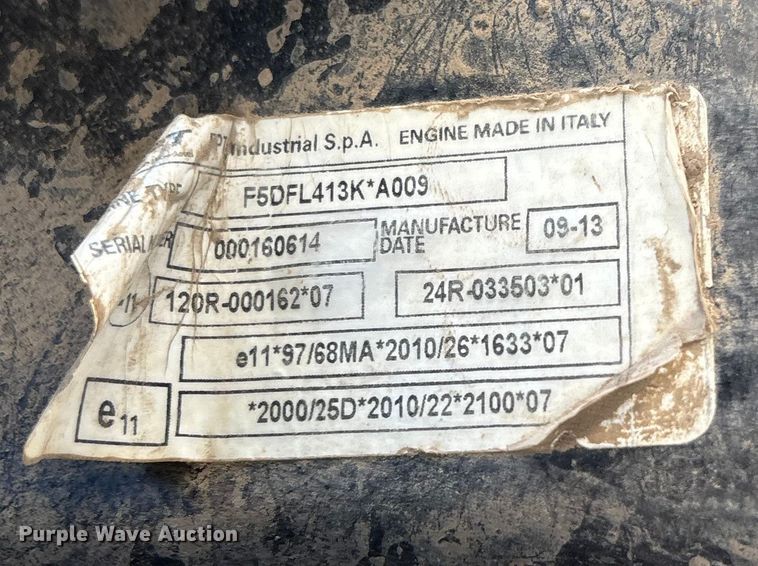 Industrial S.p.A. ENGINE MADE IN ITALY
F5DFL413K*A009
SERIAL 000160614 MANUFACTURE DATE 09-13
120R-000162*07 24R-033503*01
e11*97/68MA*2010/26*1633*07
e11 *2000/25D*2010/22*2100*07
Purple Wave Auction